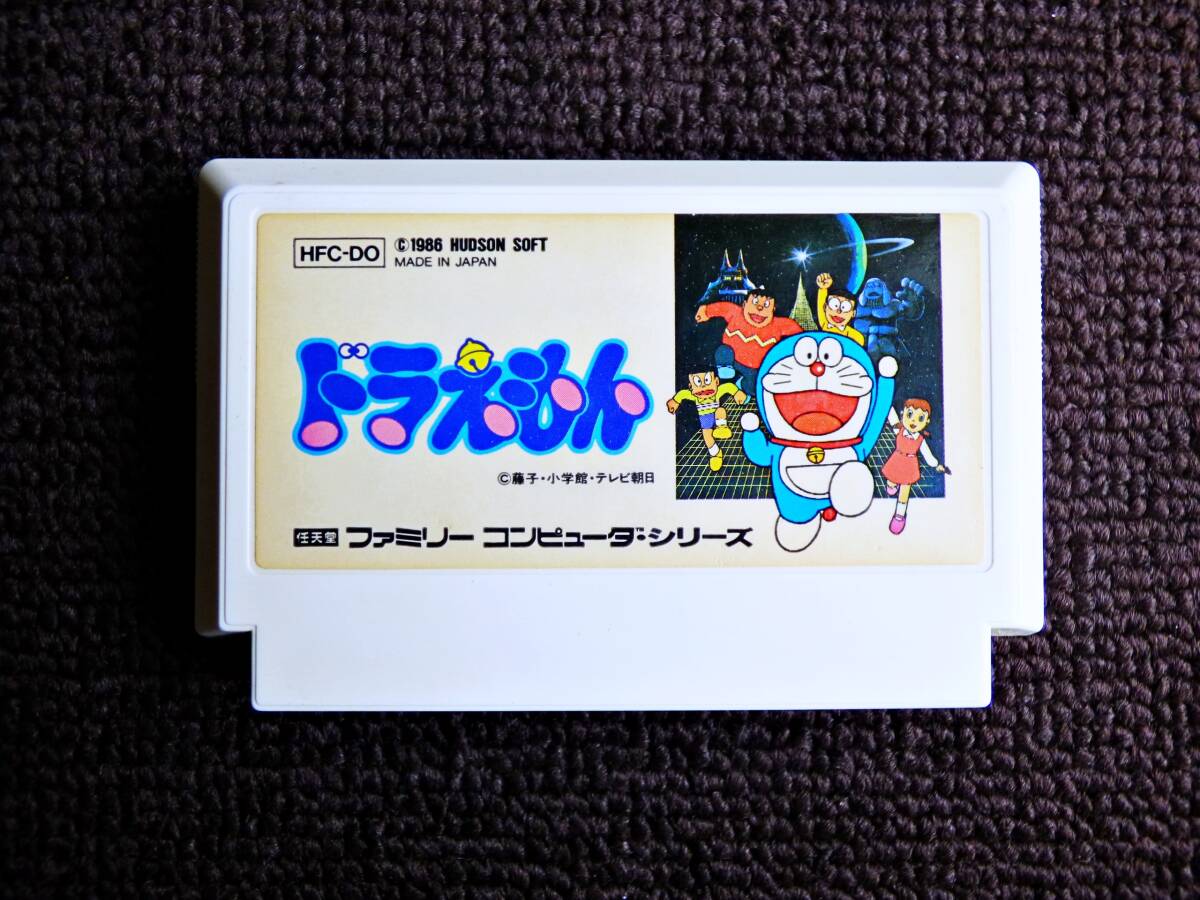 HFC-DO
©1986 HUDSON SOFT
MADE IN JAPAN
ドラえもん
©藤子・小学館・テレビ朝日
任天堂 ファミリー コンピュータ™・シリーズ